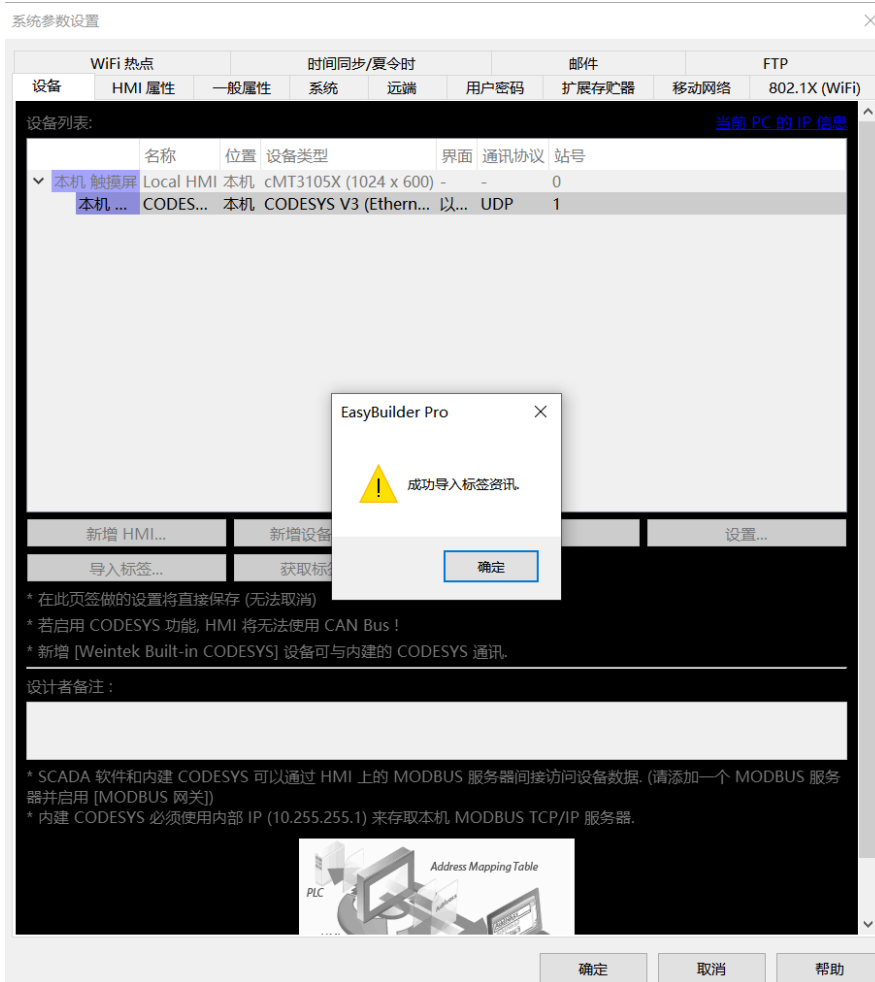 系统参数设置
WiFi 热点 时间同步/夏令时 邮件 FTP
设备 HMI 属性 一般属性 系统 远端 用户密码 扩展存贮器 移动网络 802.1X (WiFi)
设备列表: 当前 PC 的 IP 信息
名称 位置 设备类型 界面 通讯协议 站号
本机 触摸屏 Local HMI 本机 cMT3105X (1024 x 600) - - 0
本机 ... CODES... 本机 CODESYS V3 (Ethern... 以... UDP 1
EasyBuilder Pro
成功导入标签资讯.
确定
新增 HMI... 新增设备 设置...
导入标签... 获取标
* 在此页签做的设置将直接保存 (无法取消)
* 若启用 CODESYS 功能, HMI 将无法使用 CAN Bus !
* 新增 [Weintek Built-in CODESYS] 设备可与内建的 CODESYS 通讯.
设计者备注 :
* SCADA 软件和内建 CODESYS 可以通过 HMI 上的 MODBUS 服务器间接访问设备数据. (请添加一个 MODBUS 服务
器并启用 [MODBUS 网关])
* 内建 CODESYS 必须使用内部 IP (10.255.255.1) 来存取本机 MODBUS TCP/IP 服务器.
Address Mapping Table
PLC
确定 取消 帮助